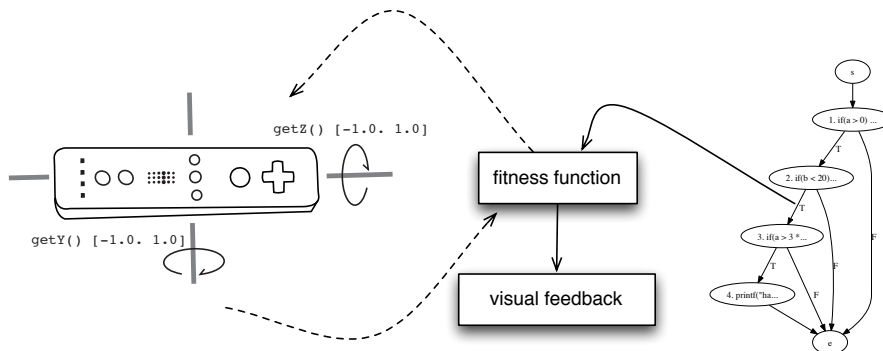 getZ() [-1.0. 1.0]
getY() [-1.0. 1.0]
fitness function
visual feedback
s
1. if(a > 0) ...
T
2. if(b < 20)...
T
3. if(a > 3 *...
F
T
F
F
4. printf("ha...
e